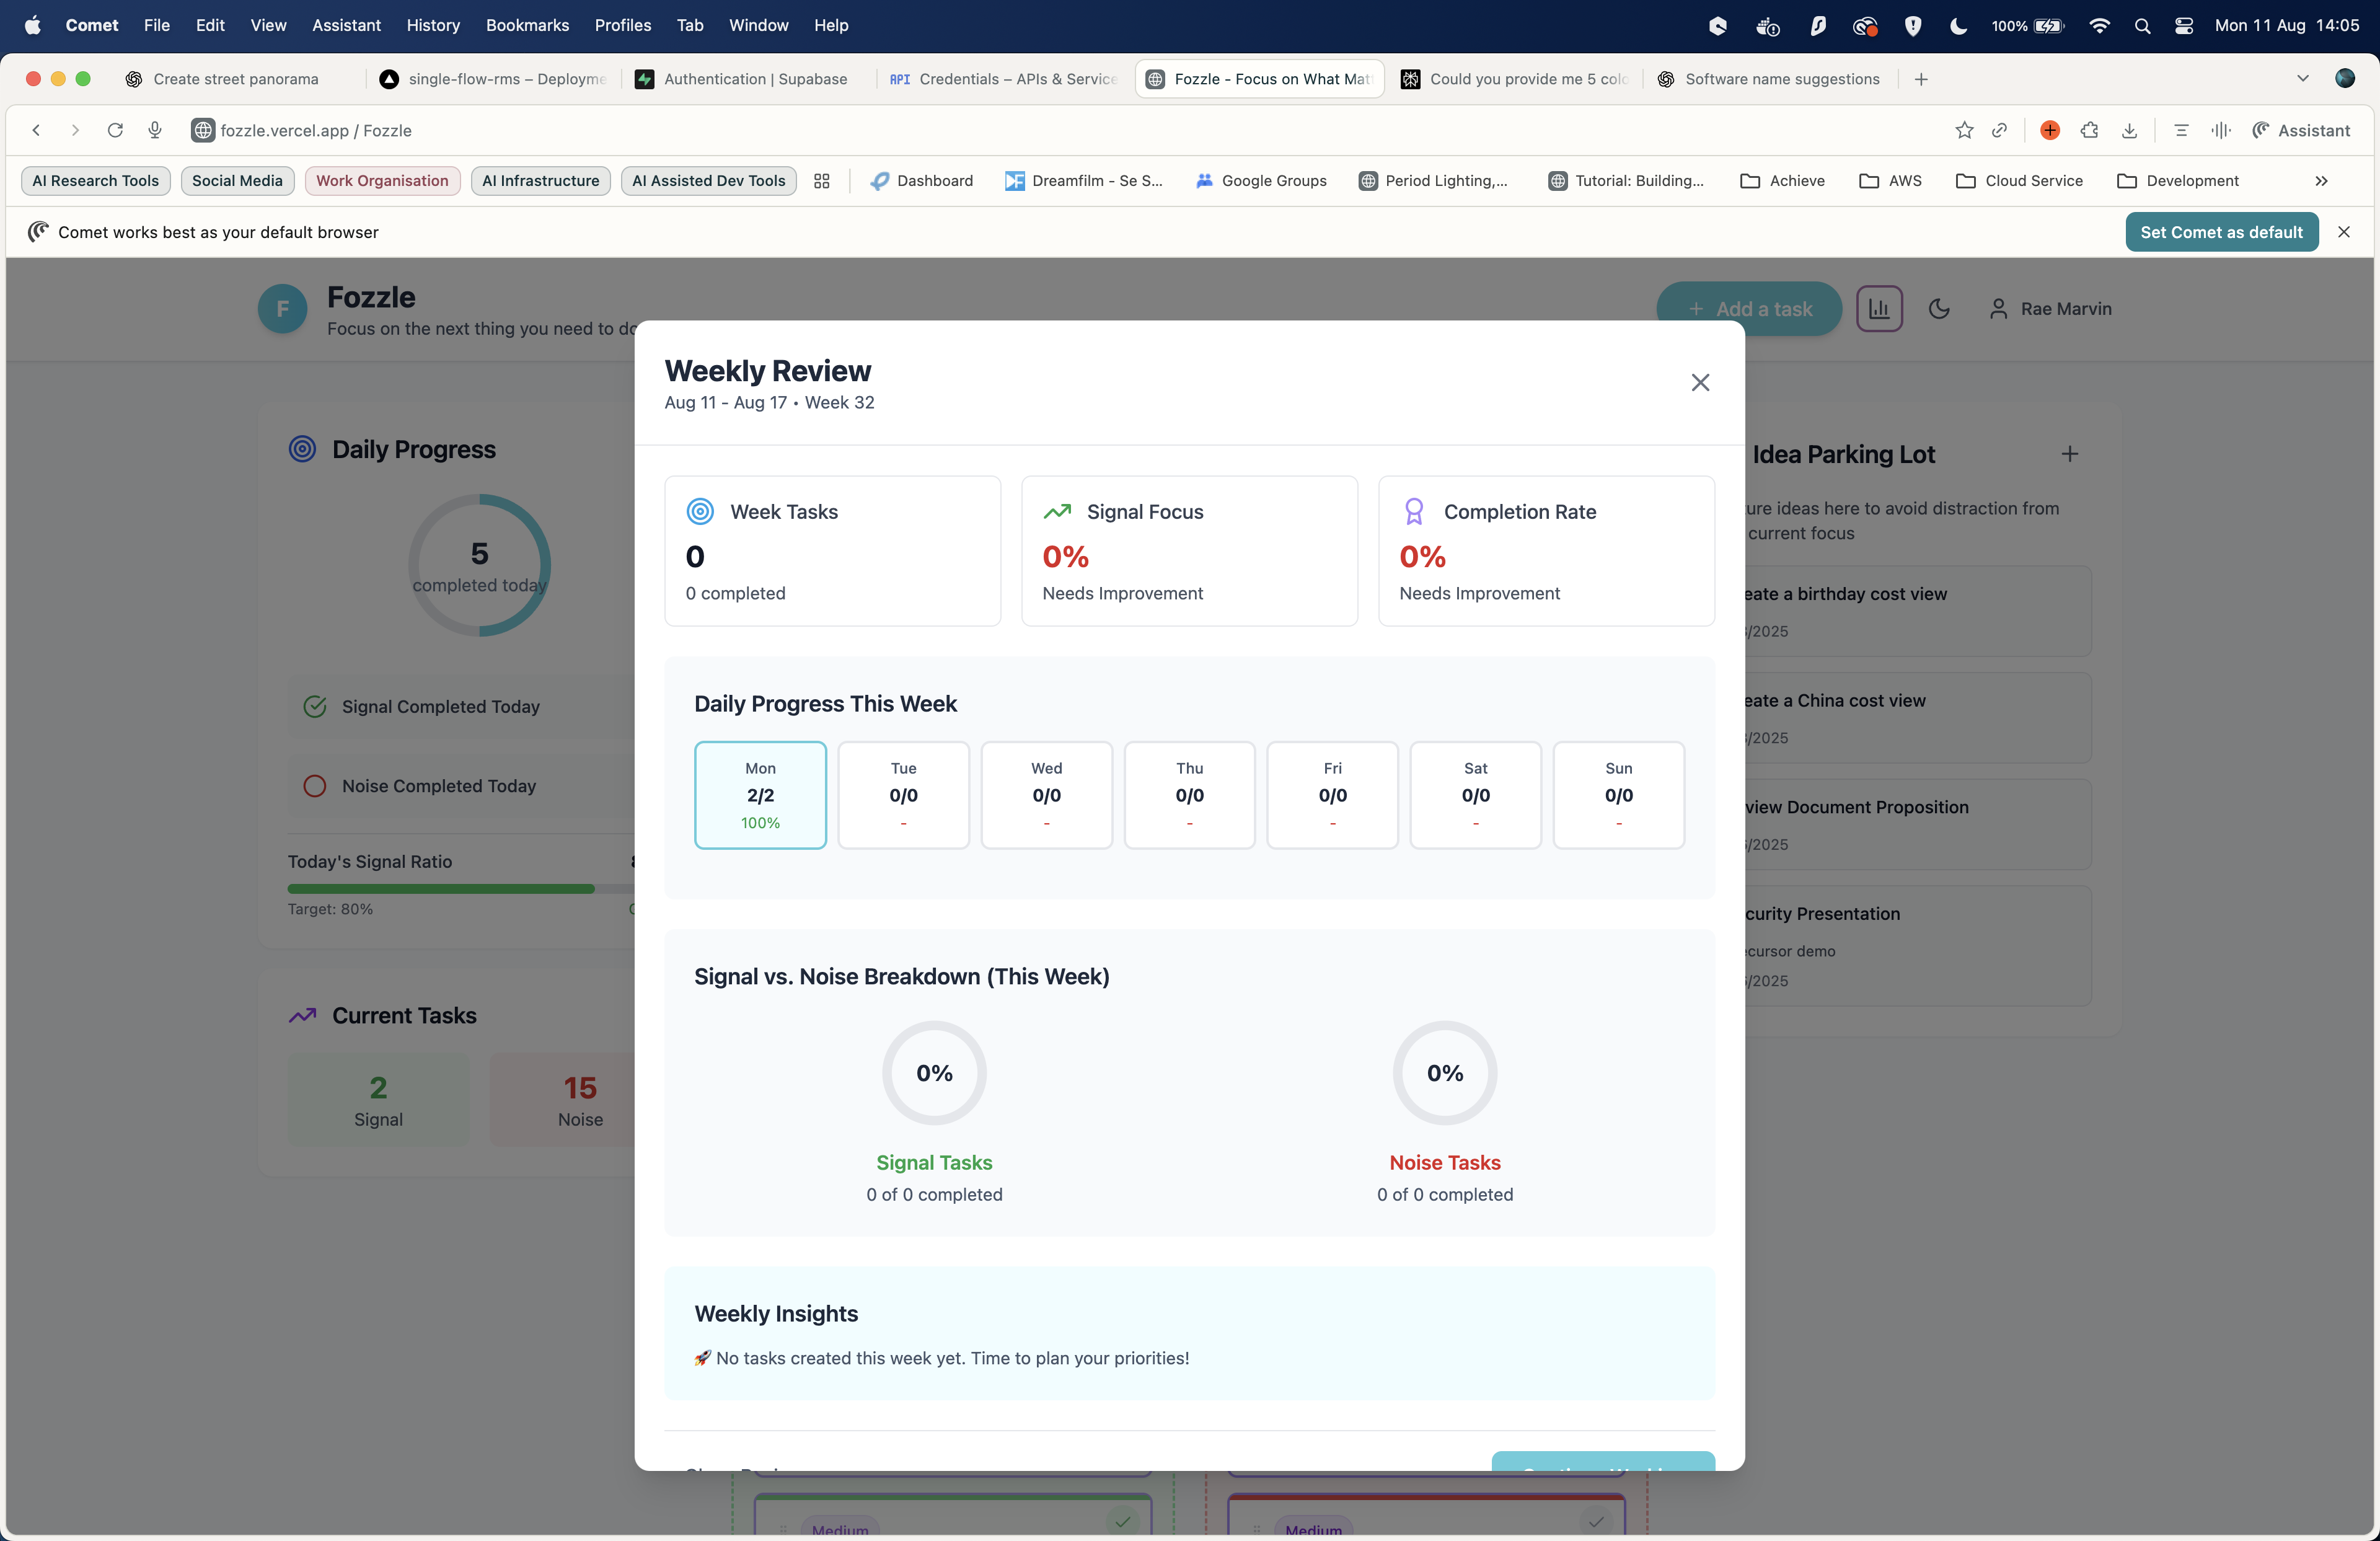 Comet File Edit View Assistant History Bookmarks Profiles Tab Window Help 100% Mon 11 Aug 14:05
Create street panorama single-flow-rms – Deployme Authentication | Supabase API Credentials – APIs & Service Fozzle - Focus on What Mat Could you provide me 5 colo Software name suggestions
fozzle.vercel.app / Fozzle Assistant
AI Research Tools Social Media Work Organisation AI Infrastructure AI Assisted Dev Tools Dashboard Dreamfilm - Se S... Google Groups Period Lighting,... Tutorial: Building... Achieve AWS Cloud Service Development
Comet works best as your default browser Set Comet as default
F Fozzle
Focus on the next thing you need to do
+ Add a task Rae Marvin
Weekly Review
Aug 11 - Aug 17 • Week 32
Daily Progress
5
completed today
Signal Completed Today
Noise Completed Today
Today's Signal Ratio
Target: 80%
Current Tasks
2
Signal
15
Noise
Week Tasks
0
0 completed
Signal Focus
0%
Needs Improvement
Completion Rate
0%
Needs Improvement
Daily Progress This Week
Mon Tue Wed Thu Fri Sat Sun
2/2 0/0 0/0 0/0 0/0 0/0 0/0
100% - - - - - -
Signal vs. Noise Breakdown (This Week)
0% 0%
Signal Tasks Noise Tasks
0 of 0 completed 0 of 0 completed
Weekly Insights
🚀 No tasks created this week yet. Time to plan your priorities!
Idea Parking Lot
ture ideas here to avoid distraction from
current focus
eate a birthday cost view
/2025
eate a China cost view
/2025
view Document Proposition
/2025
curity Presentation
ecursor demo
/2025
Medium Medium